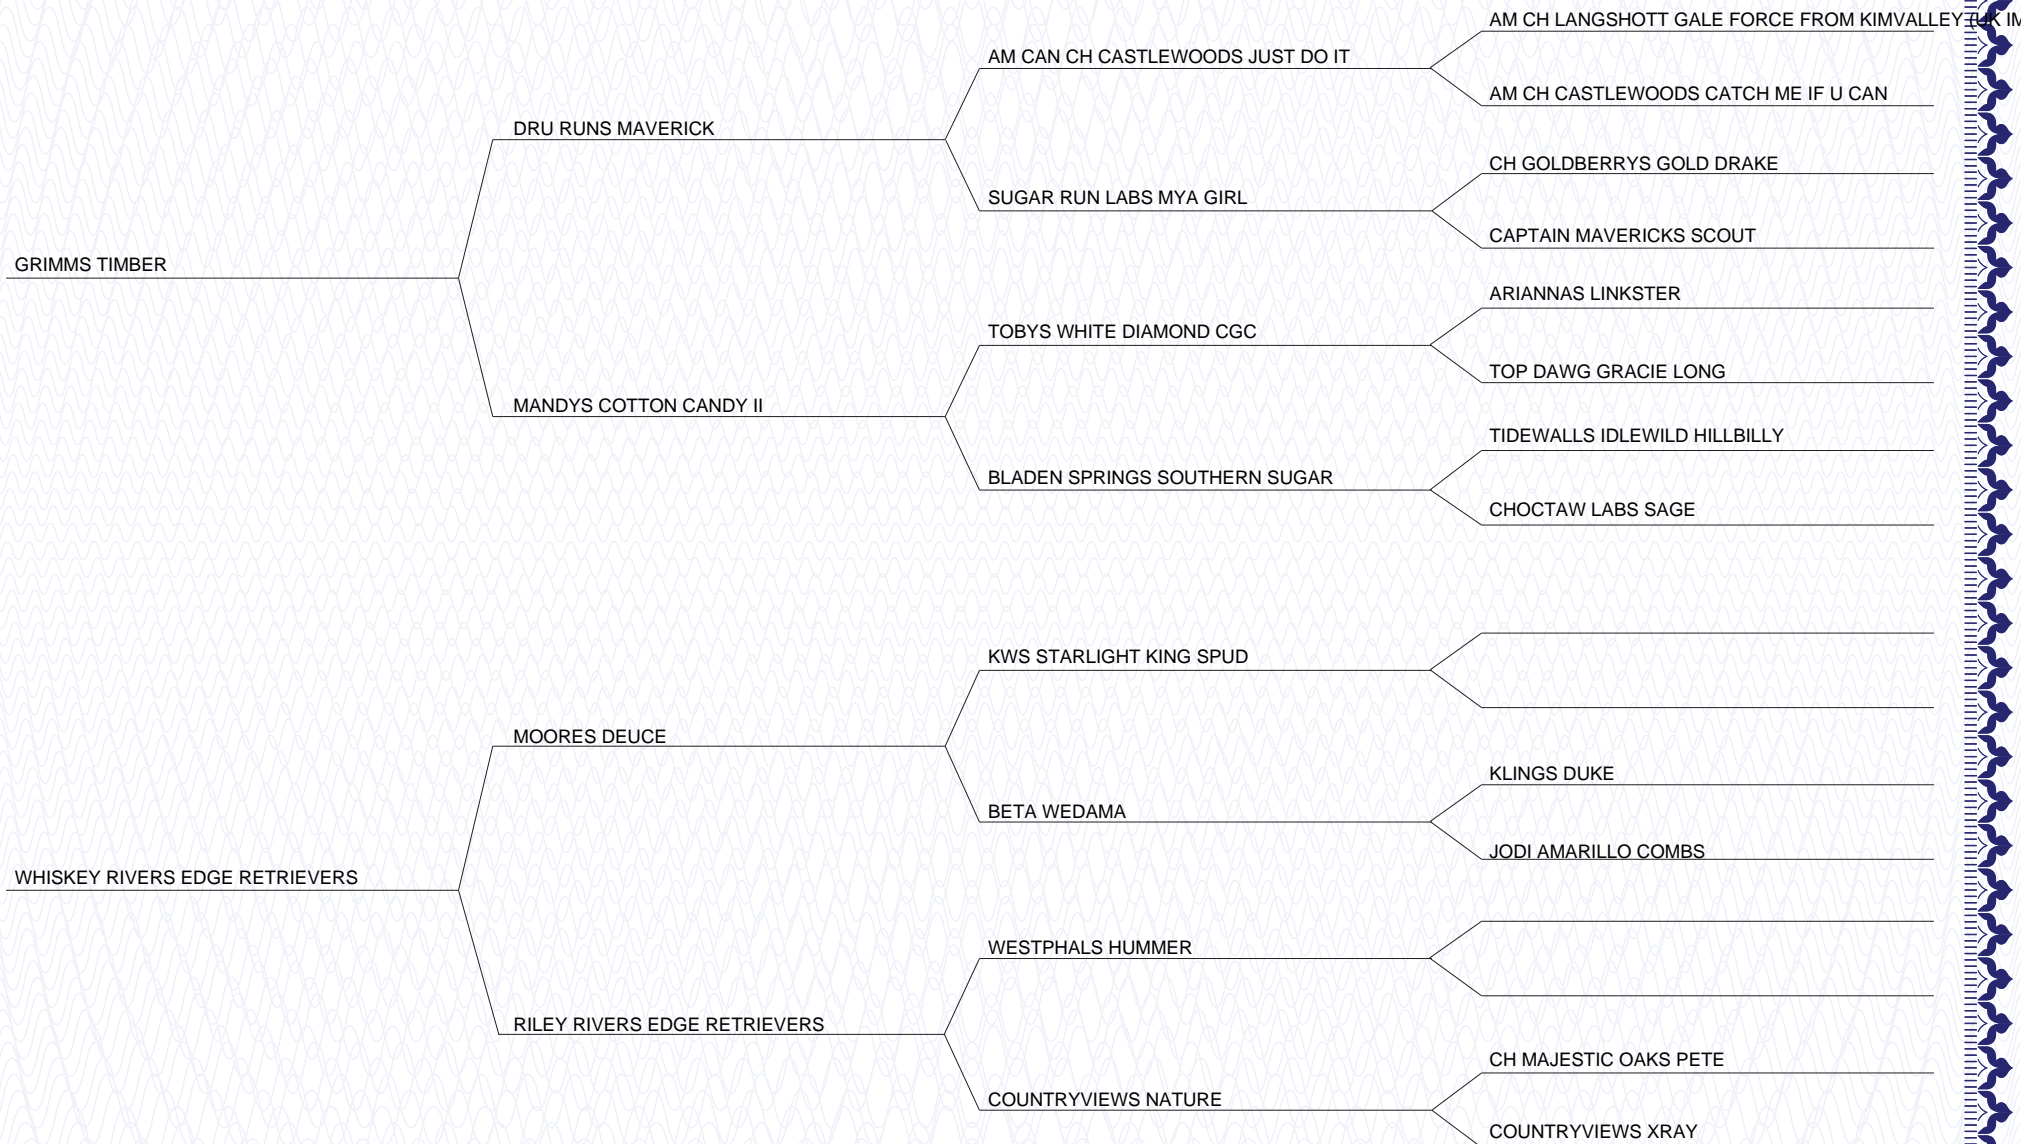 AM CH LANGSHOTT GALE FORCE FROM KIMVALLEY (UK IM
AM CAN CH CASTLEWOODS JUST DO IT
AM CH CASTLEWOODS CATCH ME IF U CAN
DRU RUNS MAVERICK
CH GOLDBERRYS GOLD DRAKE
SUGAR RUN LABS MYA GIRL
CAPTAIN MAVERICKS SCOUT
GRIMMS TIMBER
ARIANNAS LINKSTER
TOBYS WHITE DIAMOND CGC
TOP DAWG GRACIE LONG
MANDYS COTTON CANDY II
TIDEWALLS IDLEWILD HILLBILLY
BLADEN SPRINGS SOUTHERN SUGAR
CHOCTAW LABS SAGE
KWS STARLIGHT KING SPUD
MOORES DEUCE
KLINGS DUKE
BETA WEDAMA
JODI AMARILLO COMBS
WHISKEY RIVERS EDGE RETRIEVERS
WESTPHALS HUMMER
RILEY RIVERS EDGE RETRIEVERS
CH MAJESTIC OAKS PETE
COUNTRYVIEWS NATURE
COUNTRYVIEWS XRAY